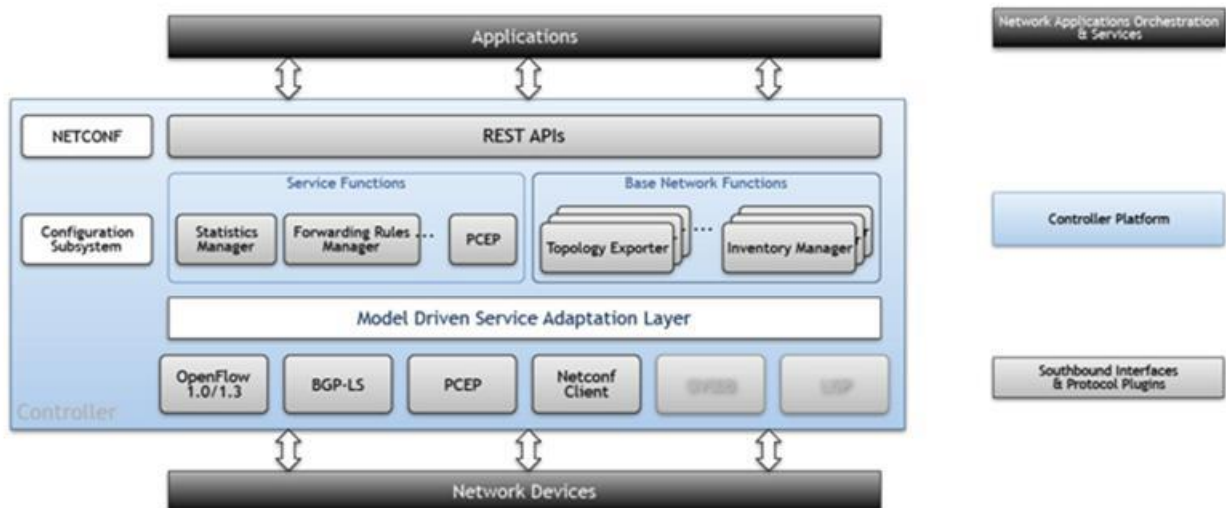 Applications
Network Applications Orchestration
& Services
NETCONF
REST APIs
Service Functions
Base Network Functions
Configuration
Subsystem
Statistics
Manager
Forwarding Rules
Manager
...
PCEP
Topology Exporter
...
Inventory Manager
Controller Platform
Model Driven Service Adaptation Layer
OpenFlow
1.0/1.3
BGP-LS
PCEP
Netconf
Client
Southbound Interfaces
& Protocol Plugins
Controller
Network Devices